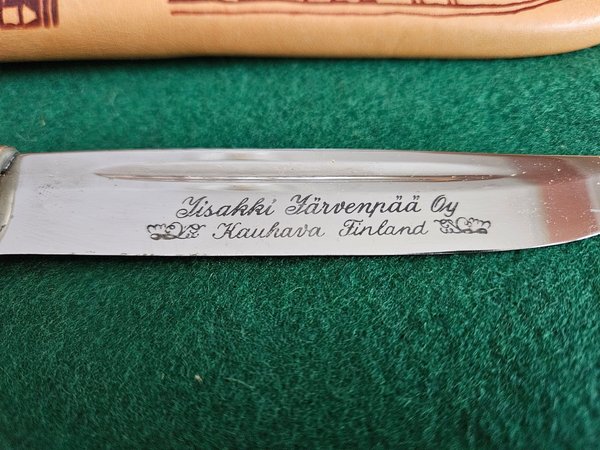 Iisakki Järvenpää Oy
Kauhava Finland